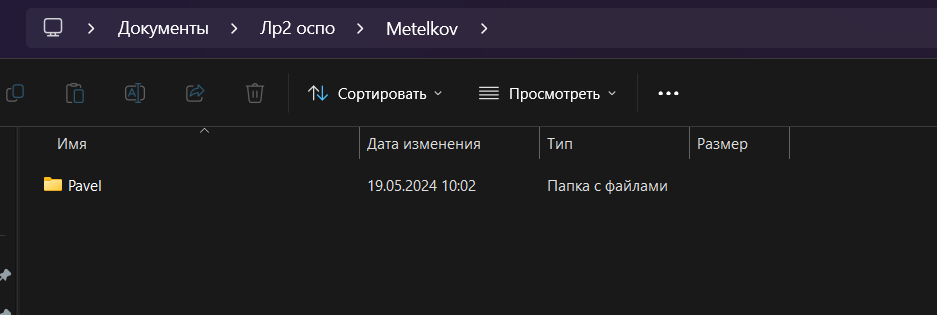 Документы Лр2 оспо Metelkov
Сортировать Просмотреть
Имя Дата изменения Тип Размер
Pavel 19.05.2024 10:02 Папка с файлами